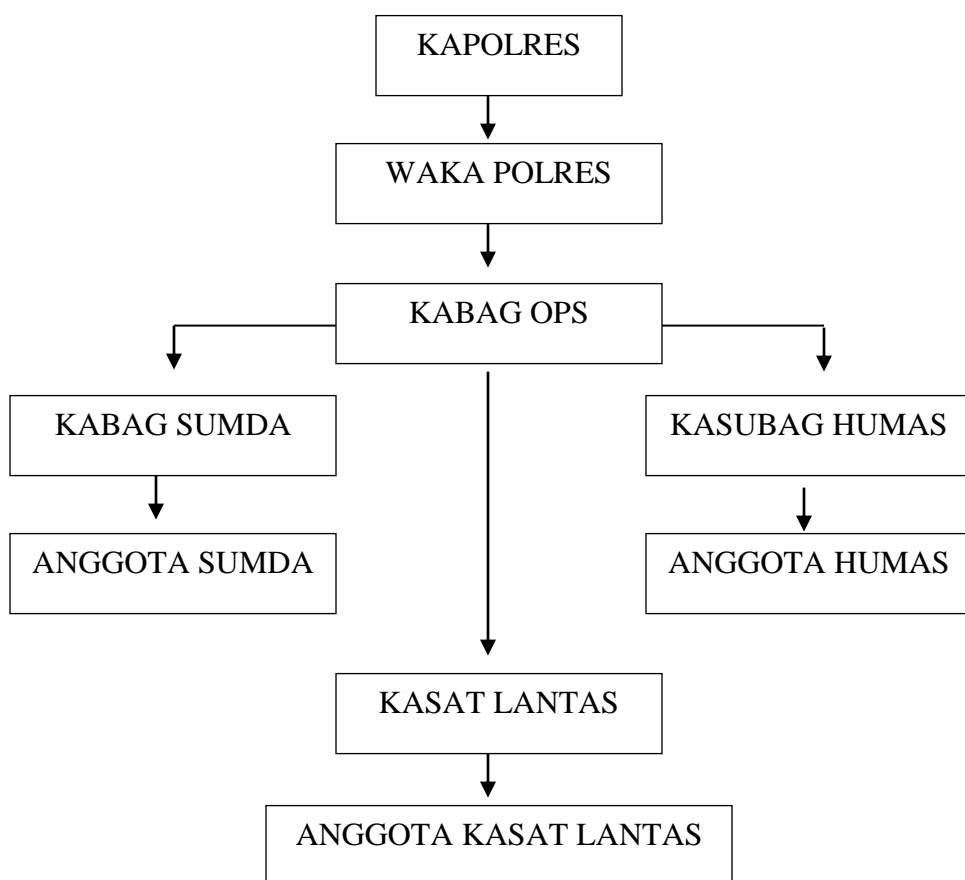 KAPOLRES
WAKA POLRES
KABAG OPS
KABAG SUMDA
KASUBAG HUMAS
ANGGOTA SUMDA
ANGGOTA HUMAS
KASAT LANTAS
ANGGOTA KASAT LANTAS